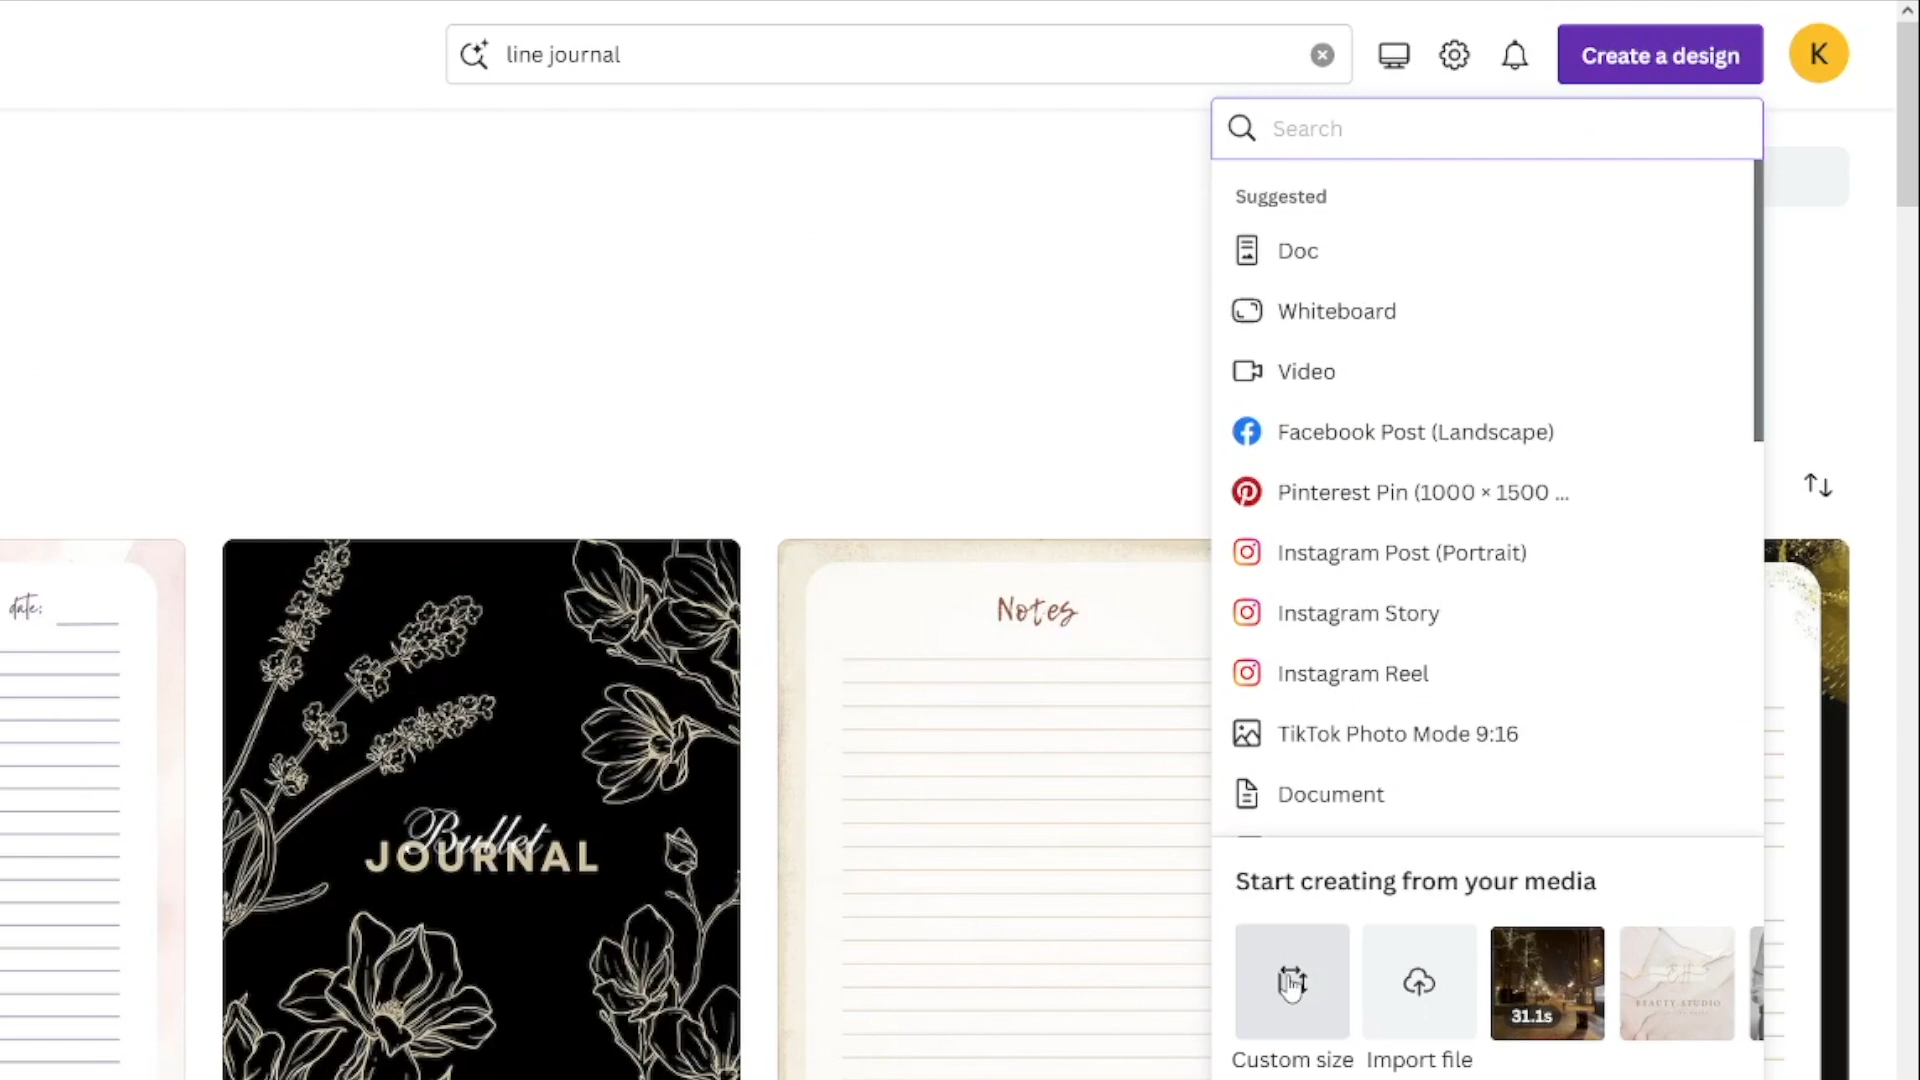 line journal
Create a design
K
Search
Suggested
Doc
Whiteboard
Video
Facebook Post (Landscape)
Pinterest Pin (1000 × 1500 ...
Instagram Post (Portrait)
Instagram Story
Instagram Reel
TikTok Photo Mode 9:16
Document
date:
Bullet
JOURNAL
Notes
Start creating from your media
31.1s
BEAUTY STUDIO
Custom size
Import file